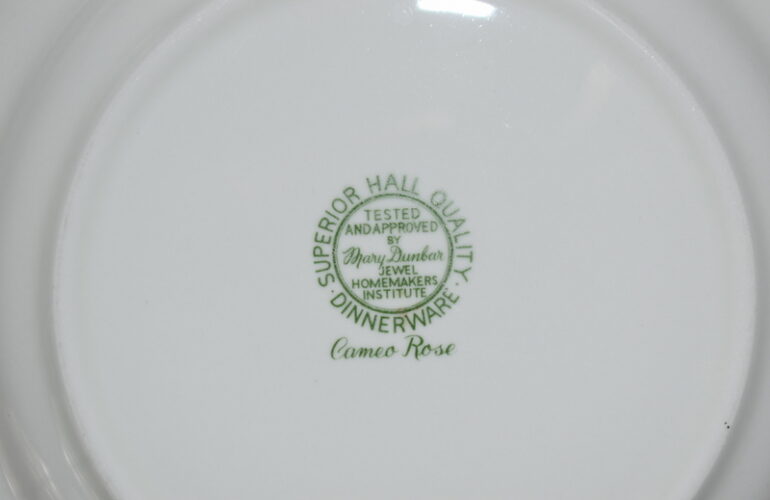 SUPERIOR HALL QUALITY
· DINNERWARE ·
TESTED
AND APPROVED
BY
Mary Dunbar
JEWEL
HOMEMAKERS
INSTITUTE
Cameo Rose